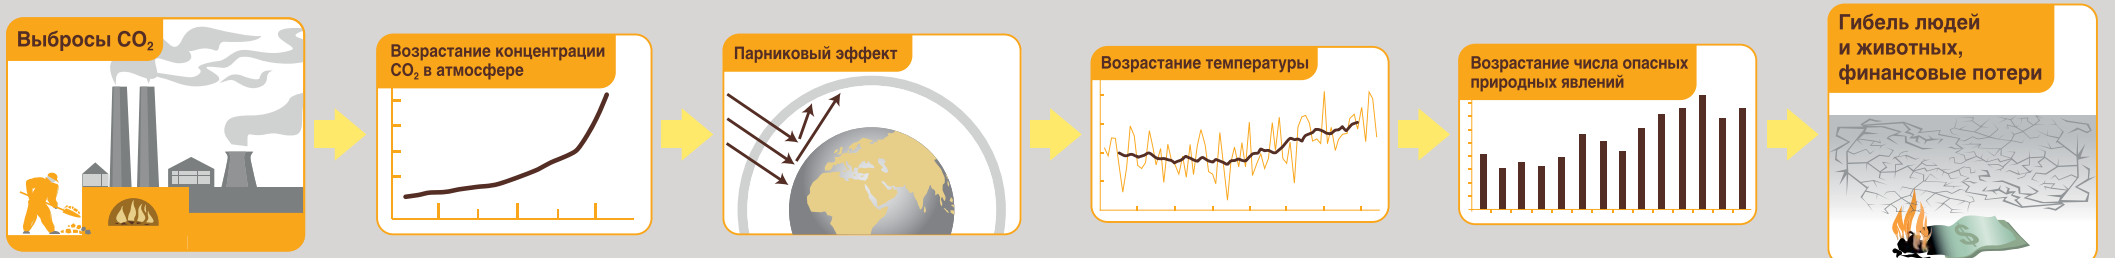 Выбросы CO₂
Возрастание концентрации
CO₂ в атмосфере
Парниковый эффект
Возрастание температуры
Возрастание числа опасных
природных явлений
Гибель людей
и животных,
финансовые потери
$